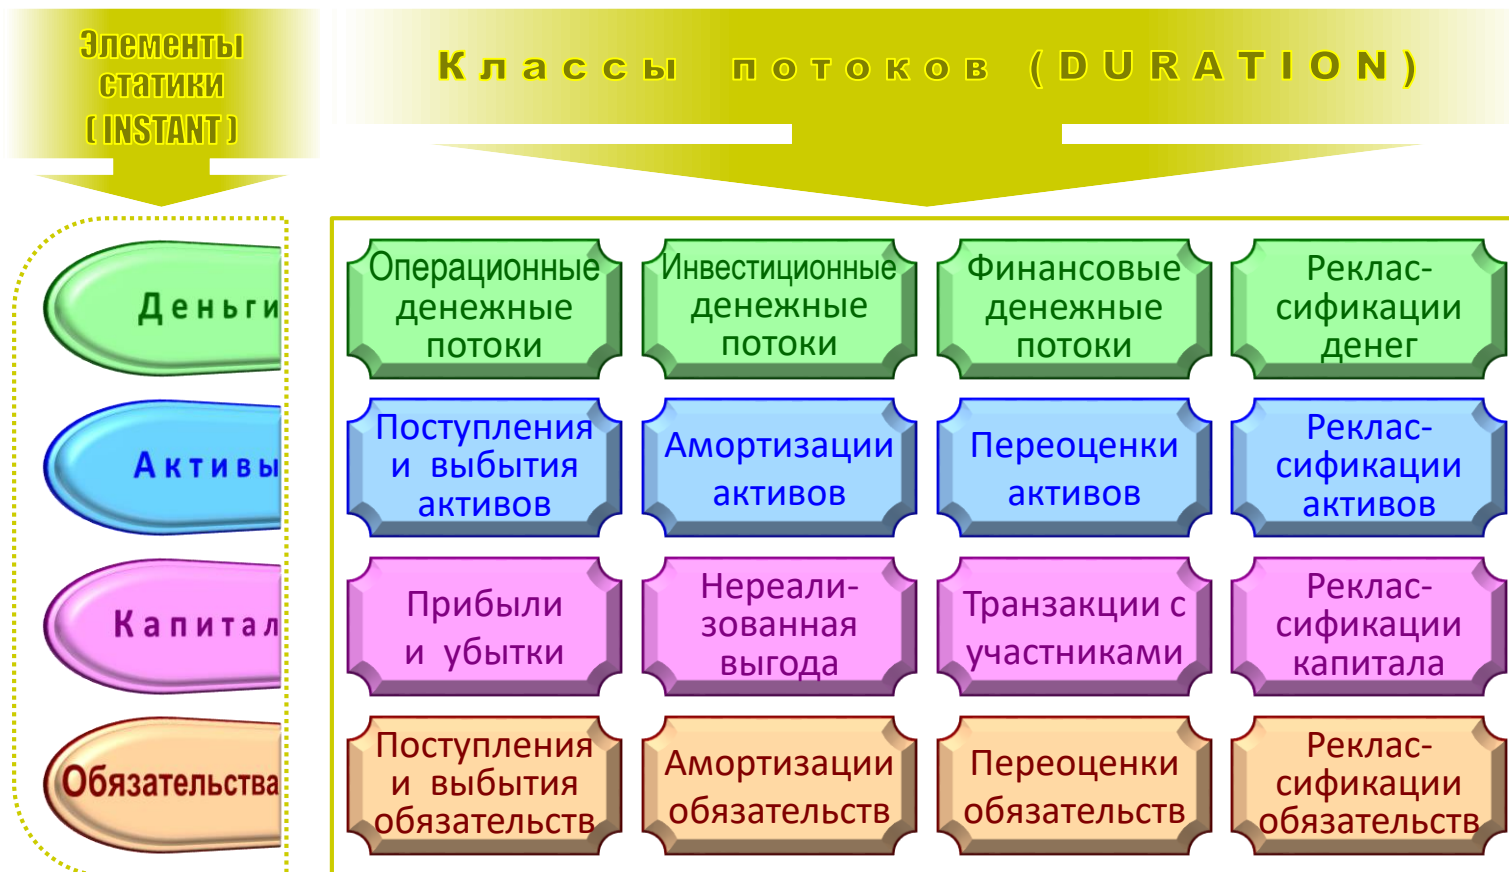 Элементы
статики
( INSTANT )
Классы потоков (DURATION)
Деньги
Операционные
денежные
потоки
Инвестиционные
денежные
потоки
Финансовые
денежные
потоки
Реклас-
сификации
денег
Активы
Поступления
и выбытия
активов
Амортизации
активов
Переоценки
активов
Реклас-
сификации
активов
Капитал
Прибыли
и убытки
Нереали-
зованная
выгода
Транзакции с
участниками
Реклас-
сификации
капитала
Обязательства
Поступления
и выбытия
обязательств
Амортизации
обязательств
Переоценки
обязательств
Реклас-
сификации
обязательств